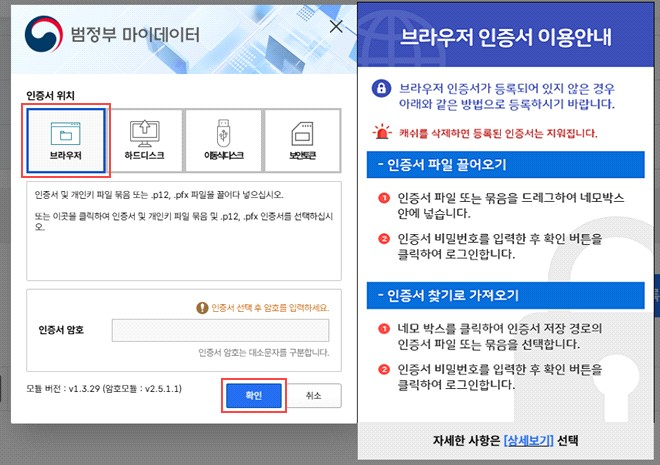 범정부 마이데이터
인증서 위치
브라우저
하드디스크
이동식디스크
보안토큰
인증서 및 개인키 파일 묶음 또는 .p12, .pfx 파일을 끌어다 넣으십시오.
또는 이곳을 클릭하여 인증서 및 개인키 파일 묶음 및 .p12, .pfx 인증서를 선택하십시
오.
인증서 선택 후 암호를 입력하세요.
인증서 암호
인증서 암호는 대소문자를 구분합니다.
모듈 버전 : v1.3.29 (암호모듈 : v2.5.1.1)
확인
취소
브라우저 인증서 이용안내
브라우저 인증서가 등록되어 있지 않은 경우
아래와 같은 방법으로 등록하시기 바랍니다.
캐쉬를 삭제하면 등록된 인증서는 지워집니다.
- 인증서 파일 끌어오기
1 인증서 파일 또는 묶음을 드래그하여 네모박스
안에 넣습니다.
2 인증서 비밀번호를 입력한 후 확인 버튼을
클릭하여 로그인합니다.
- 인증서 찾기로 가져오기
1 네모 박스를 클릭하여 인증서 저장 경로의
인증서 파일 또는 묶음을 선택합니다.
2 인증서 비밀번호를 입력한 후 확인 버튼을
클릭하여 로그인합니다.
자세한 사항은 [상세보기] 선택